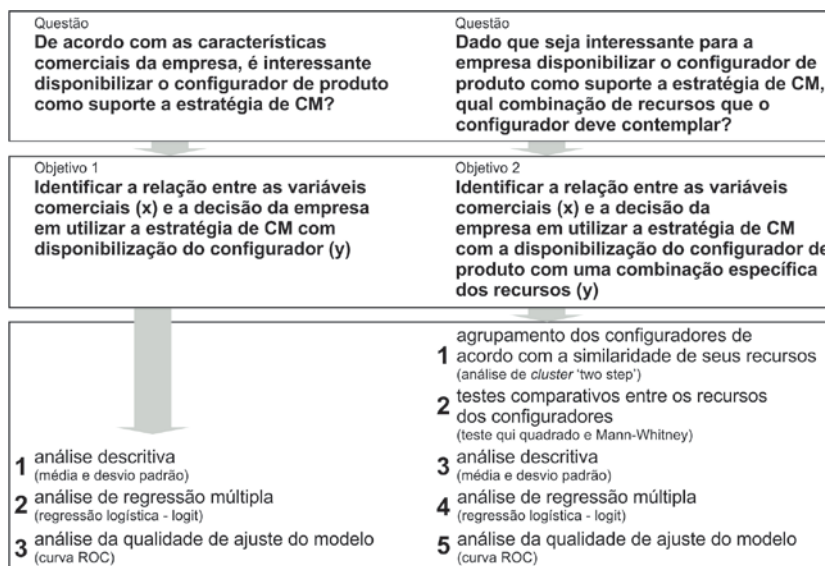 Questão
De acordo com as características
comerciais da empresa, é interessante
disponibilizar o configurador de produto
como suporte a estratégia de CM?
Questão
Dado que seja interessante para a
empresa disponibilizar o configurador de
produto como suporte a estratégia de CM,
qual combinação de recursos que o
configurador deve contemplar?
Objetivo 1
Identificar a relação entre as variáveis
comerciais (x) e a decisão da empresa
em utilizar a estratégia de CM com
disponibilização do configurador (y)
Objetivo 2
Identificar a relação entre as variáveis
comerciais (x) e a decisão da
empresa em utilizar a estratégia de CM
com a disponibilização do configurador de
produto com uma combinação específica
dos recursos (y)
1 análise descritiva
(média e desvio padrão)
2 análise de regressão múltipla
(regressão logística - logit)
3 análise da qualidade de ajuste do modelo
(curva ROC)
agrupamento dos configuradores de
1 acordo com a similaridade de seus recursos
(análise de cluster 'two step')
2 testes comparativos entre os recursos
dos configuradores
(teste qui quadrado e Mann-Whitney)
3 análise descritiva
(média e desvio padrão)
4 análise de regressão múltipla
(regressão logística - logit)
5 análise da qualidade de ajuste do modelo
(curva ROC)